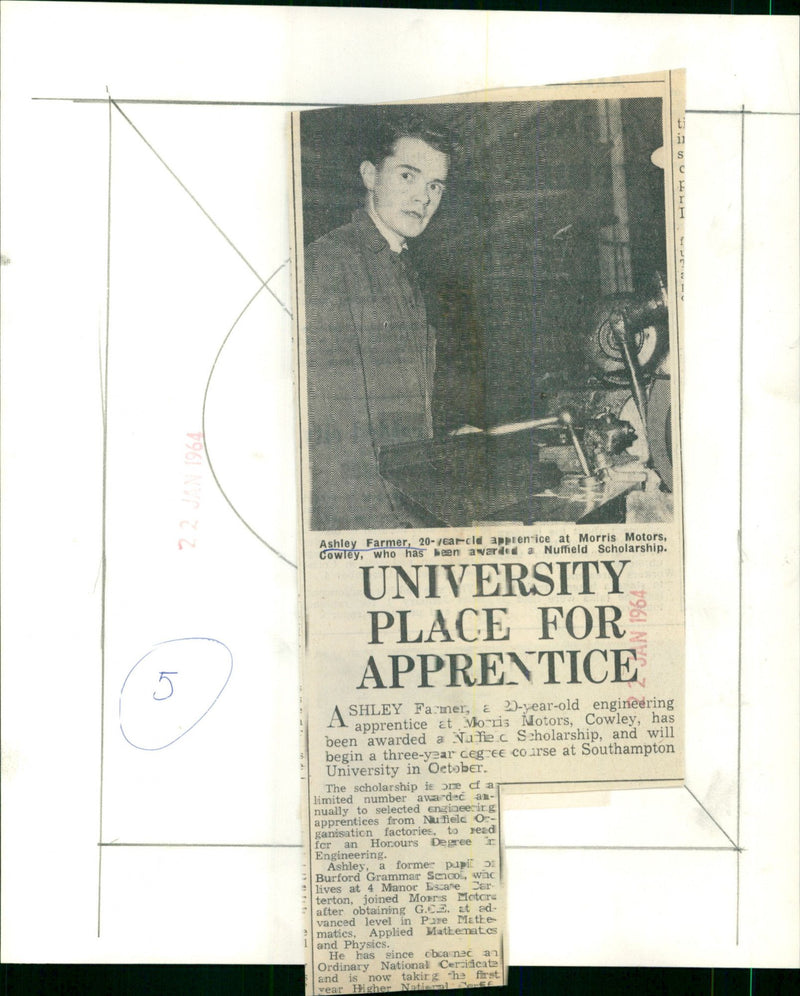 22 JAN 1964
5
Ashley Farmer, 20-year-old apprentice at Morris Motors,
Cowley, who has been awarded a Nuffield Scholarship.
UNIVERSITY
PLACE FOR
APPRENTICE
22 JAN 1964
ASHLEY Farmer, a 20-year-old engineering
apprentice at Morris Motors, Cowley, has
been awarded a Nuffield Scholarship, and will
begin a three-year degree course at Southampton
University in October.
The scholarship is one of a
limited number awarded an-
nually to selected engineering
apprentices from Nuffield Or-
ganisation factories, to read
for an Honours Degree in
Engineering.
Ashley, a former pupil of
Burford Grammar School, who
lives at 4 Manor Estate Car-
terton, joined Morris Motors
after obtaining G.C.E. at ad-
vanced level in Pure Mathe-
matics, Applied Mathematics
and Physics.
He has since obtained an
Ordinary National Certificate
and is now taking the first
year Higher National